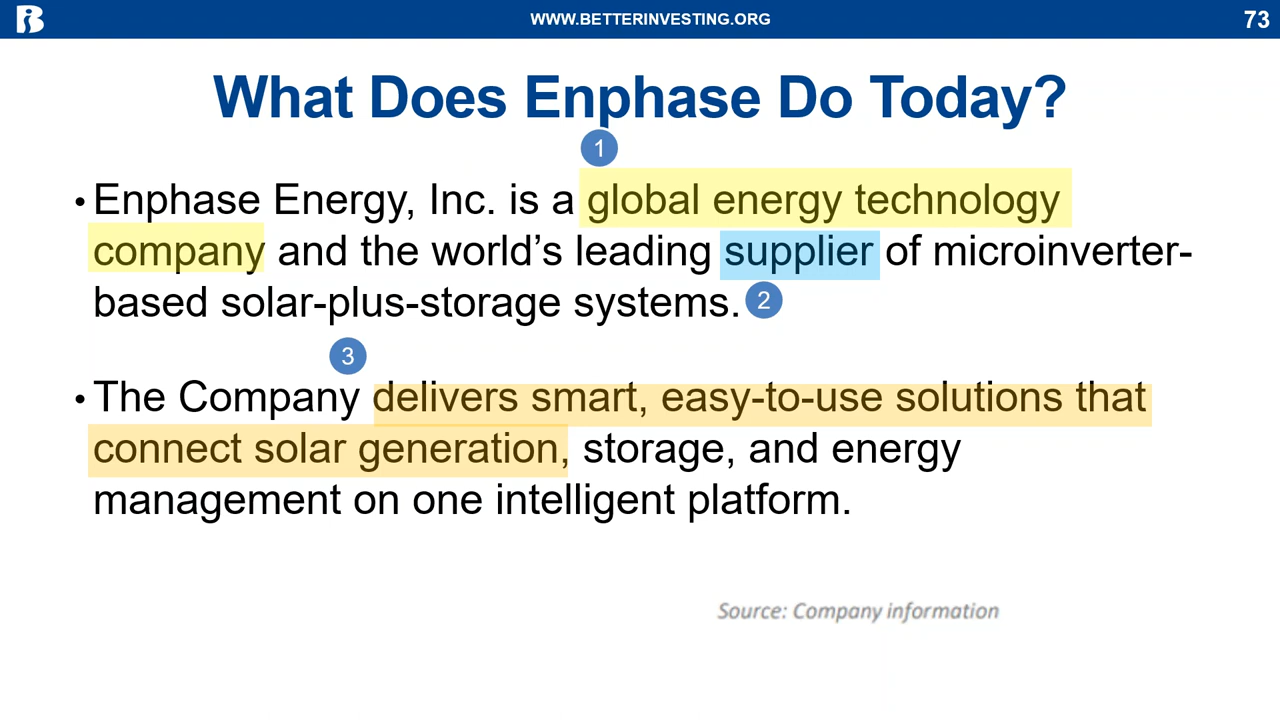 WWW.BETTERINVESTING.ORG
73
What Does Enphase Do Today?
1
• Enphase Energy, Inc. is a global energy technology
company and the world’s leading supplier of microinverter-
based solar-plus-storage systems. 2
3
• The Company delivers smart, easy-to-use solutions that
connect solar generation, storage, and energy
management on one intelligent platform.
Source: Company information